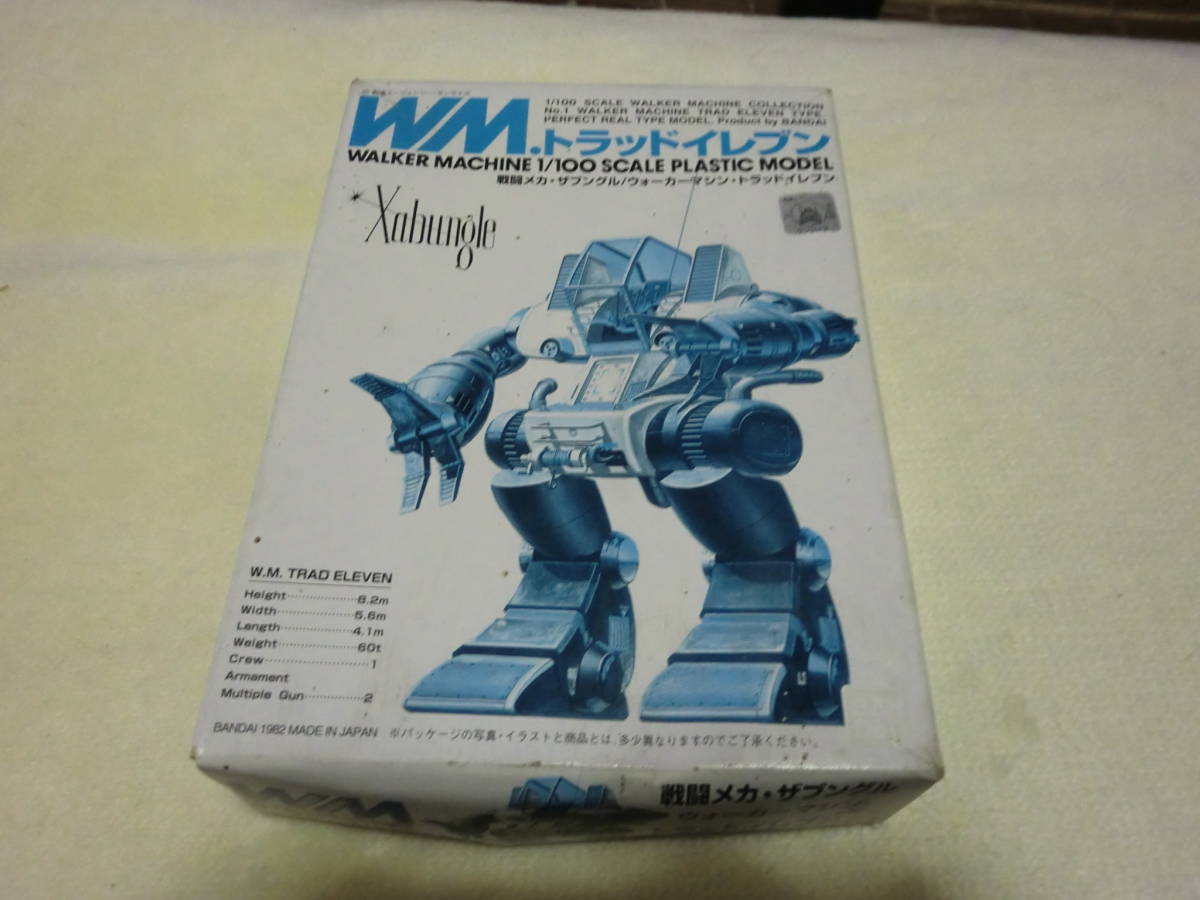 WM.トラッドイレブン
1/100 SCALE WALKER MACHINE COLLECTION
No.1 WALKER MACHINE TRAD ELEVEN TYPE.
PERFECT REAL TYPE MODEL. Product by BANDAI
WALKER MACHINE 1/100 SCALE PLASTIC MODEL
戦闘メカ・ザブングル/ウォーカーマシン・トラッドイレブン
Xabungle
W.M. TRAD ELEVEN
Height 8.2m
Width 5.6m
Length 4.1m
Weight 60t
Crew 1
Armament
Multiple Gun 2
BANDAI 1982 MADE IN JAPAN ※パッケージの写真・イラストと商品とは、多少異なりますのでご了承ください。
WM.
戦闘メカ・ザブングル